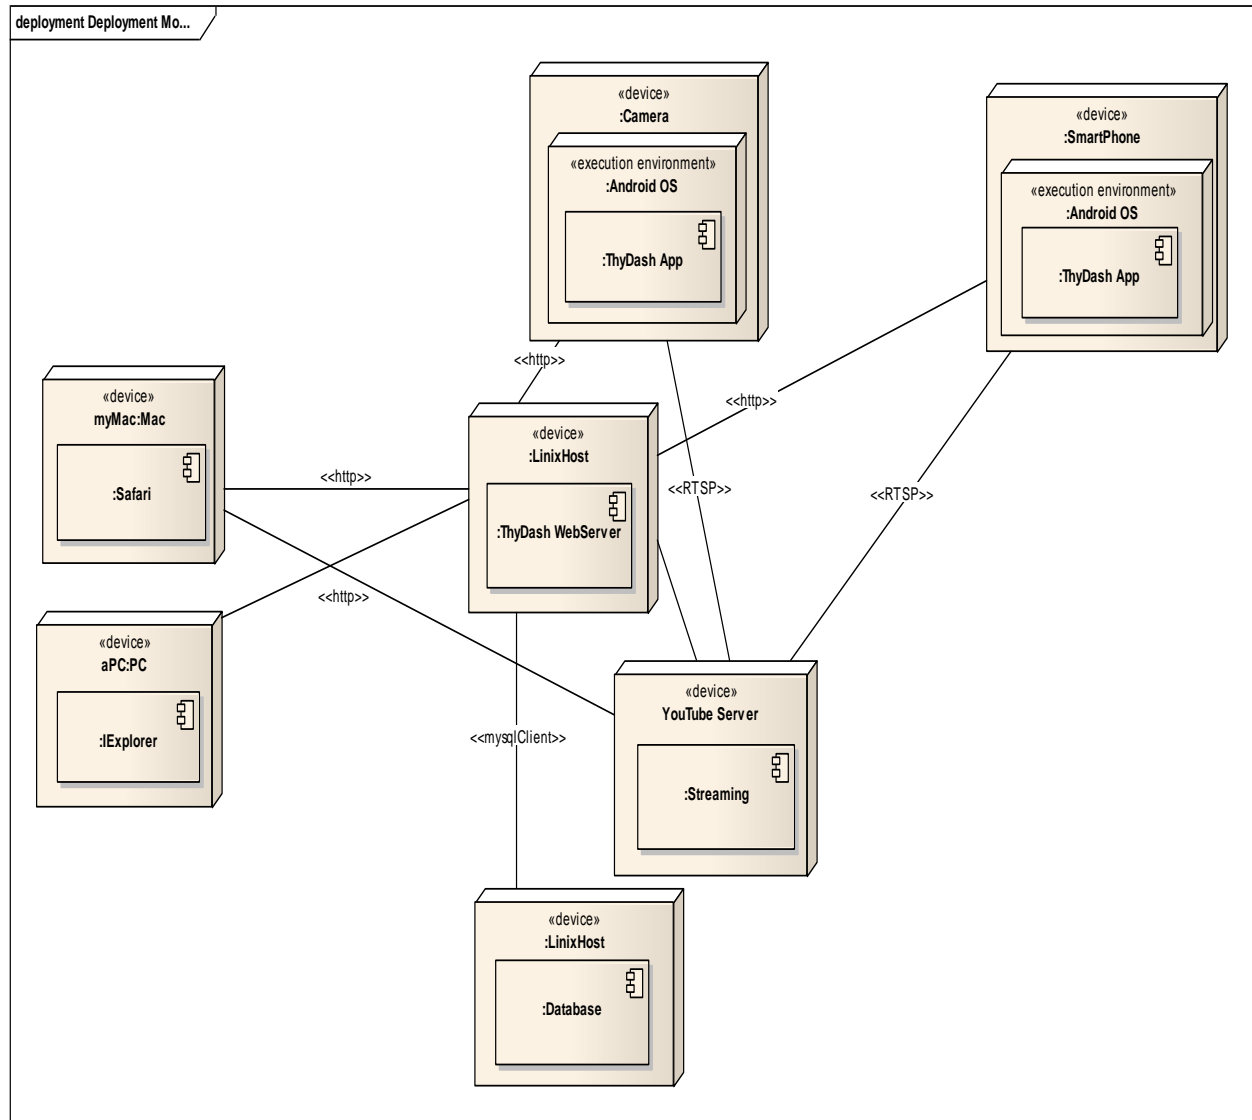 deployment Deployment Mo...
«device»
:Camera
«execution environment»
:Android OS
:ThyDash App
«device»
:SmartPhone
«execution environment»
:Android OS
:ThyDash App
<<http>>
<<http>>
«device»
myMac:Mac
:Safari
<<http>>
«device»
:LinixHost
:ThyDash WebServer
<<RTSP>>
<<RTSP>>
<<http>>
«device»
aPC:PC
:IExplorer
«device»
YouTube Server
:Streaming
<<mysqlClient>>
«device»
:LinixHost
:Database